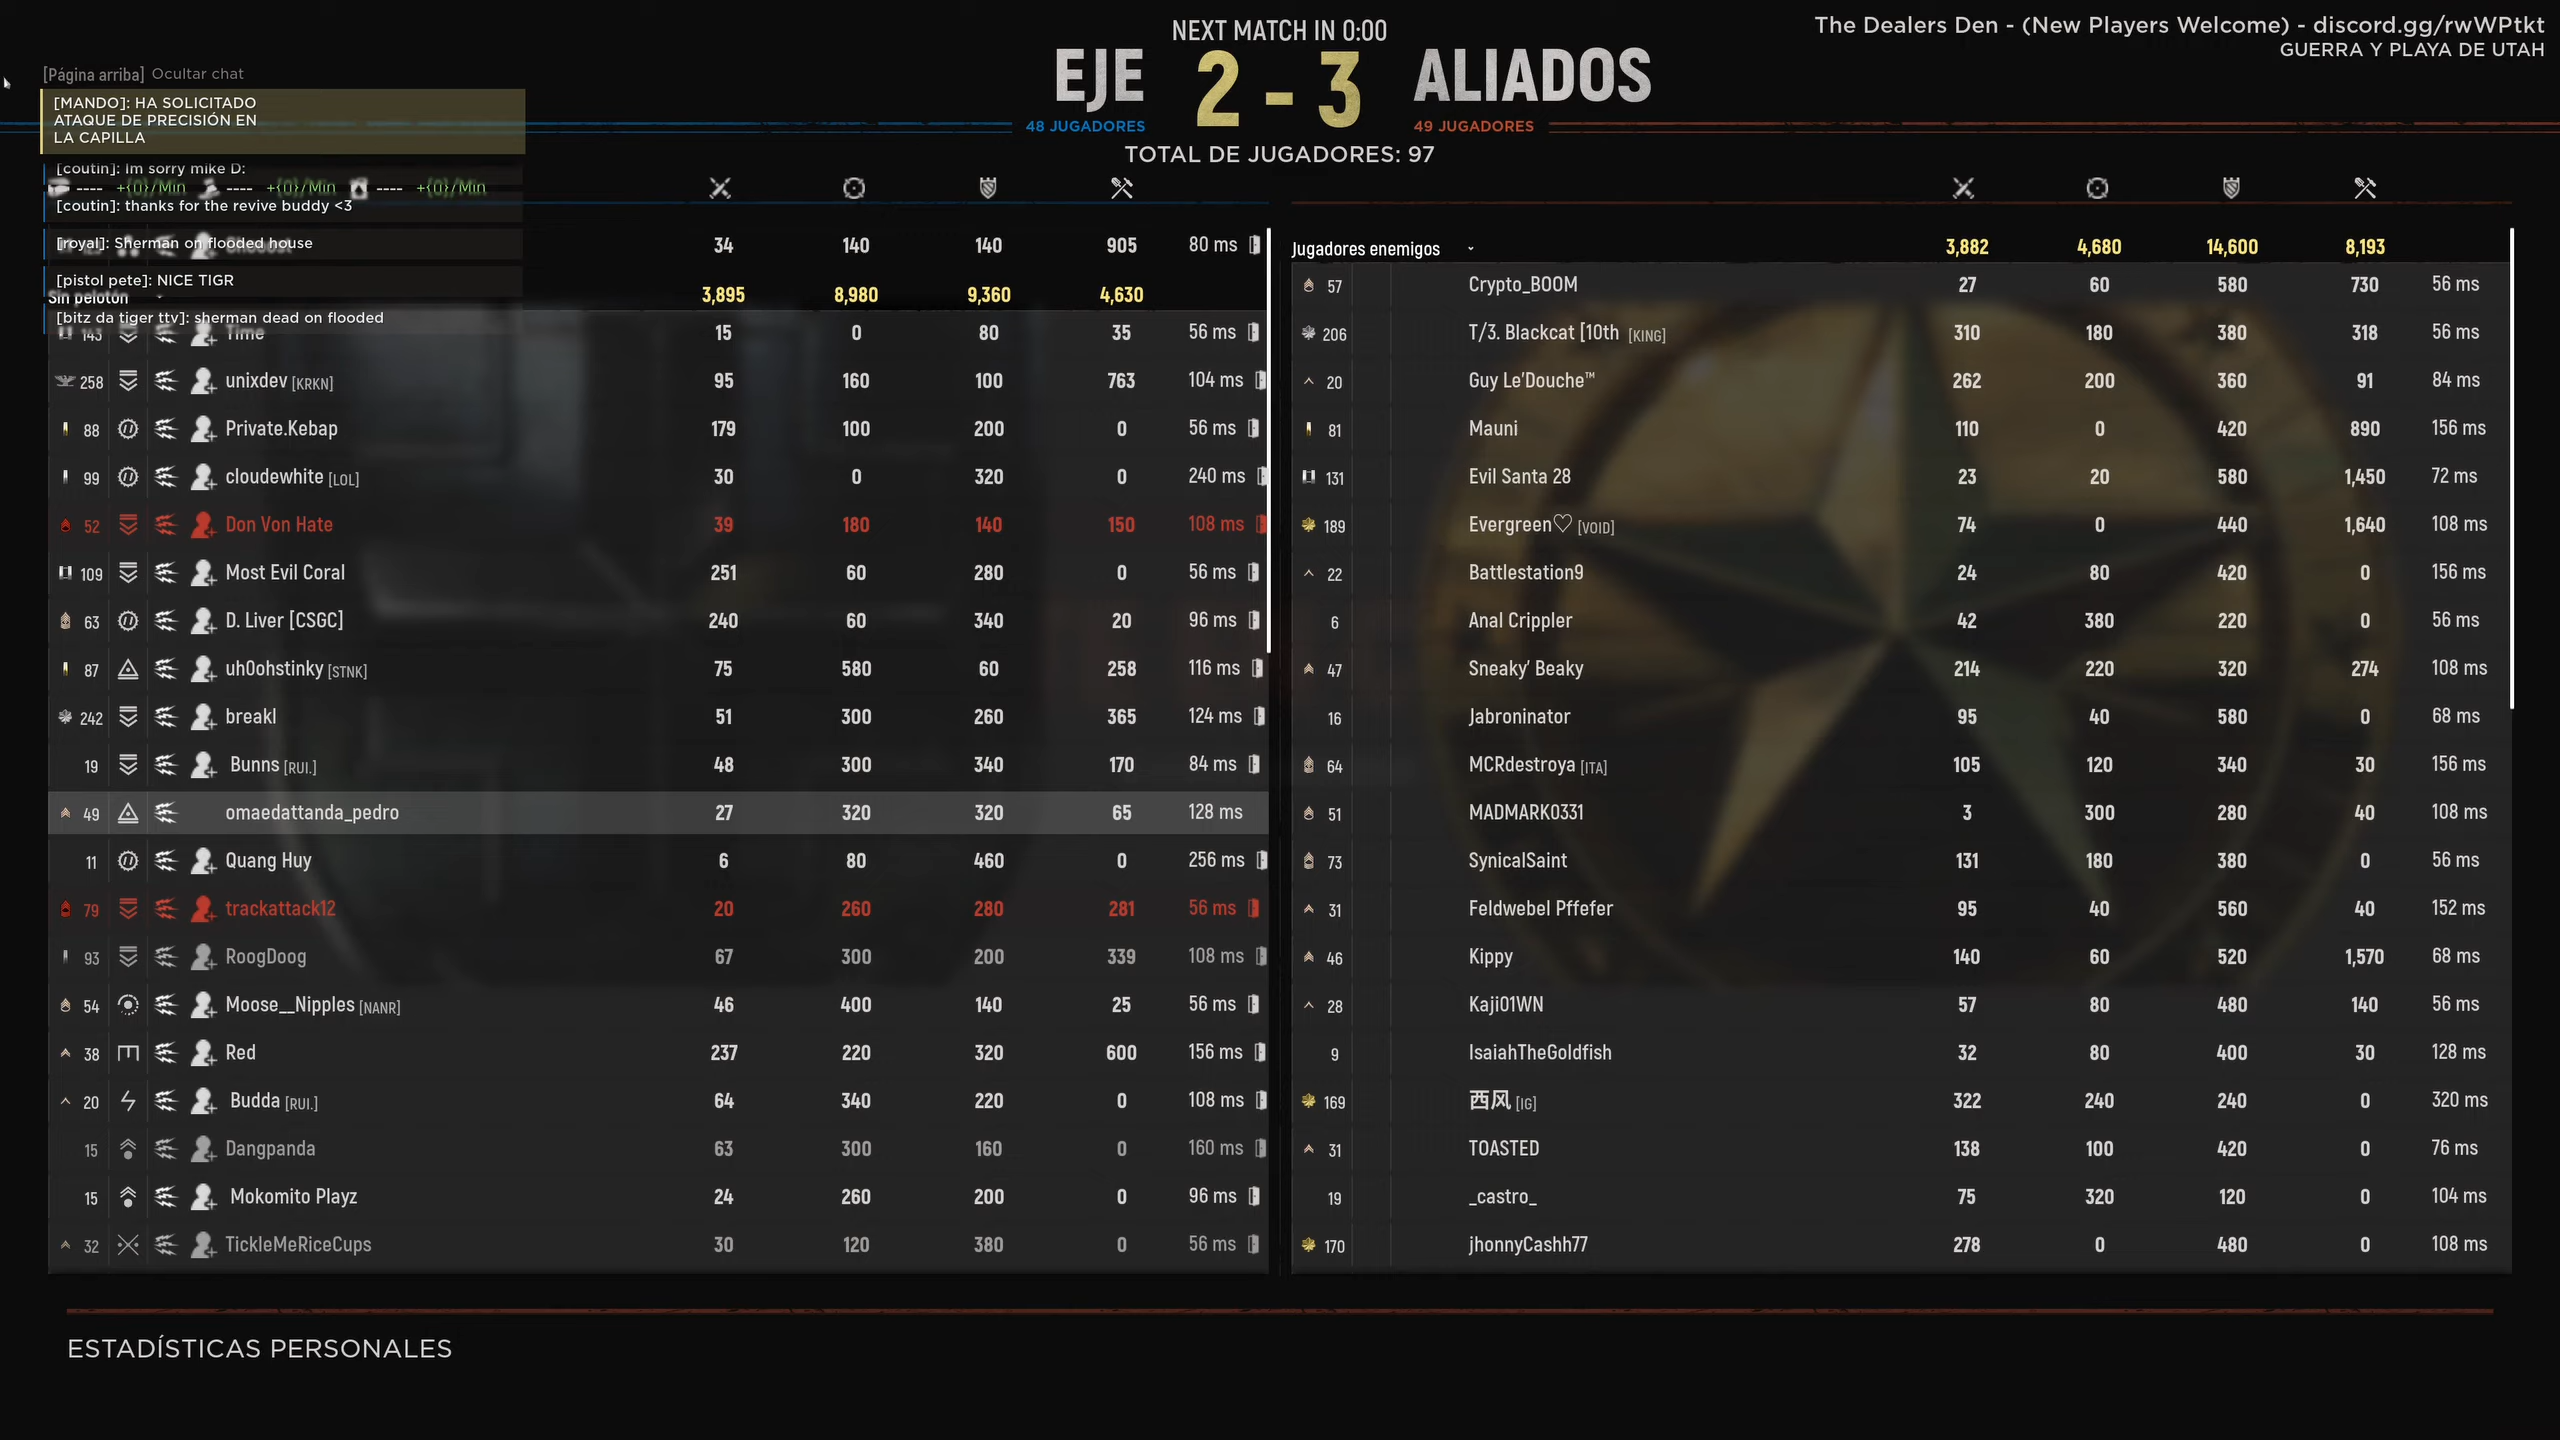 NEXT MATCH IN 0:00
EJE 2 - 3 ALIADOS
48 JUGADORES 49 JUGADORES
TOTAL DE JUGADORES: 97
The Dealers Den - (New Players Welcome) - discord.gg/rwWPtkt
GUERRA Y PLAYA DE UTAH
[Página arriba] Ocultar chat
[MANDO]: HA SOLICITADO
ATAQUE DE PRECISIÓN EN
LA CAPILLA
[coutin]: Im sorry mike D:
---- +{0}/Min ---- +{0}/Min ---- +{0}/Min
[coutin]: thanks for the revive buddy <3
[royal]: Sherman on flooded house
34 140 140 905 80 ms
[pistol pete]: NICE TIGR
Sin pelotón 3,895 8,980 9,360 4,630
[bitz da tiger ttv]: sherman dead on flooded
143 Time 15 0 80 35 56 ms
258 unixdev [KRKN] 95 160 100 763 104 ms
88 Private.Kebap 179 100 200 0 56 ms
99 cloudewhite [LOL] 30 0 320 0 240 ms
52 Don Von Hate 39 180 140 150 108 ms
109 Most Evil Coral 251 60 280 0 56 ms
63 D. Liver [CSGC] 240 60 340 20 96 ms
87 uh0ohstinky [STNK] 75 580 60 258 116 ms
242 breakl 51 300 260 365 124 ms
19 Bunns [RUI.] 48 300 340 170 84 ms
49 omaedattanda_pedro 27 320 320 65 128 ms
11 Quang Huy 6 80 460 0 256 ms
79 trackattack12 20 260 280 281 56 ms
93 RoogDoog 67 300 200 339 108 ms
54 Moose__Nipples [NANR] 46 400 140 25 56 ms
38 Red 237 220 320 600 156 ms
20 Budda [RUI.] 64 340 220 0 108 ms
15 Dangpanda 63 300 160 0 160 ms
15 Mokomito Playz 24 260 200 0 96 ms
32 TickleMeRiceCups 30 120 380 0 56 ms
Jugadores enemigos 3,882 4,680 14,600 8,193
57 Crypto_BOOM 27 60 580 730 56 ms
206 T/3. Blackcat [10th [KING] 310 180 380 318 56 ms
20 Guy Le'Douche™ 262 200 360 91 84 ms
81 Mauni 110 0 420 890 156 ms
131 Evil Santa 28 23 20 580 1,450 72 ms
189 Evergreen♡ [VOID] 74 0 440 1,640 108 ms
22 Battlestation9 24 80 420 0 156 ms
6 Anal Crippler 42 380 220 0 56 ms
47 Sneaky' Beaky 214 220 320 274 108 ms
16 Jabroninator 95 40 580 0 68 ms
64 MCRdestroya [ITA] 105 120 340 30 156 ms
51 MADMARK0331 3 300 280 40 108 ms
73 SynicalSaint 131 180 380 0 56 ms
31 Feldwebel Pffefer 95 40 560 40 152 ms
46 Kippy 140 60 520 1,570 68 ms
28 Kaji01WN 57 80 480 140 56 ms
9 IsaiahTheGoldfish 32 80 400 30 128 ms
169 西风 [IG] 322 240 240 0 320 ms
31 TOASTED 138 100 420 0 76 ms
19 _castro_ 75 320 120 0 104 ms
170 jhonnyCashh77 278 0 480 0 108 ms
ESTADÍSTICAS PERSONALES